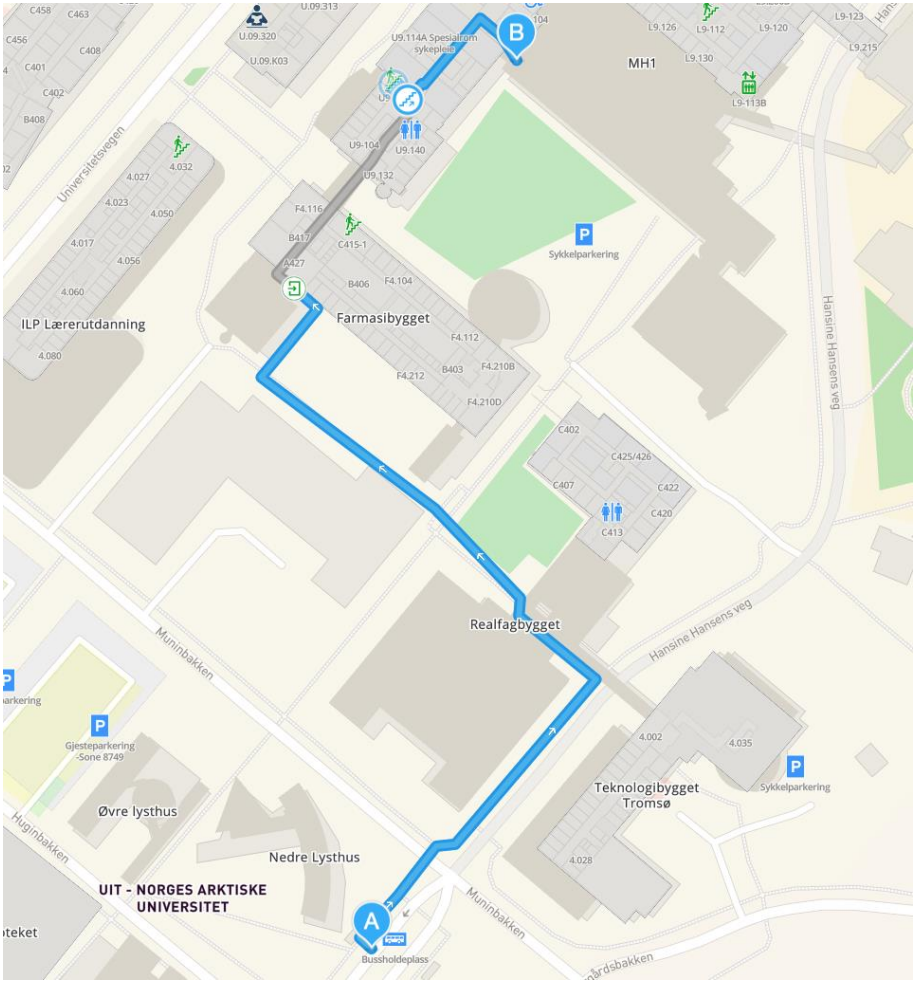 C458
C463
C456
C408
C401
C402
B408
U.09.313
U.09.320
U.09.K03
104
U9.114A Spesialrom
sykepleie
MH1
L9-126
L9-112
L9-120
L9-130
L9-113B
L9-123
L9.215
Universitetsvegen
U9-104
U9.140
U9.132
4.032
4.027
4.023
4.050
4.017
4.056
4.060
4.080
ILP Lærerutdanning
F4.116
B417
C415-1
A427
B406
F4.104
Farmasibygget
F4.112
F4.212
B403
F4.210B
F4.210D
P
Sykkelparkering
Hansine Hansens veg
C402
C425/426
C407
C422
C420
C413
Realfagbygget
Hansine Hansens veg
Muninbakken
P
arkering
P
Gjesteparkering
-Sone 8749
4.002
4.035
P
Sykkelparkering
Teknologibygget
Tromsø
4.028
Øvre lysthus
Huginbakken
Nedre Lysthus
UIT - NORGES ARKTISKE
UNIVERSITET
A
B
Bussholdeplass
Muninbakken
gårdsbakken
oteket